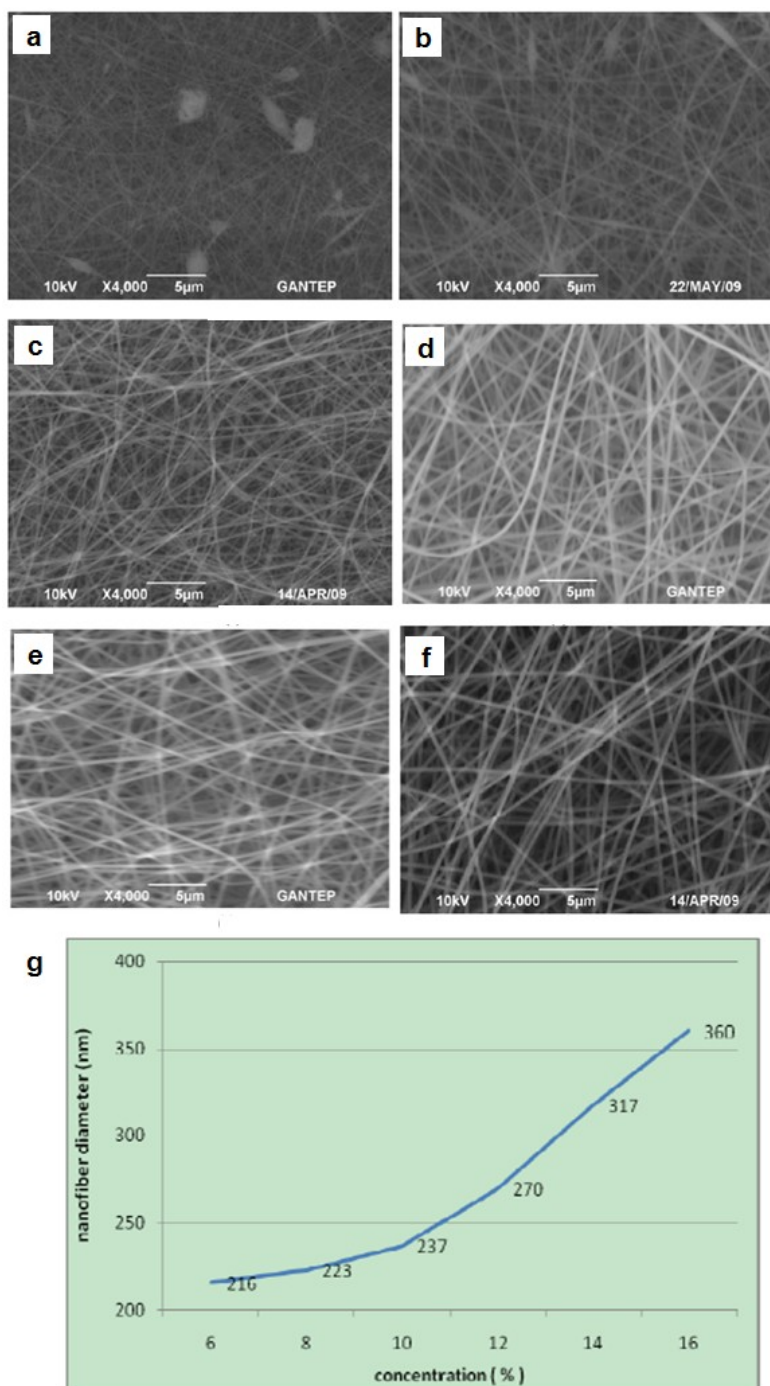 a
b
10kV X4,000 5µm GANTEP
10kV X4,000 5µm 22/MAY/09
c
d
10kV X4,000 5µm 14/APR/09
10kV X4,000 5µm GANTEP
e
f
10kV X4,000 5µm GANTEP
10kV X4,000 5µm 14/APR/09
g
nanofiber diameter (nm)
400
350
300
250
200
216
223
237
270
317
360
6 8 10 12 14 16
concentration ( % )